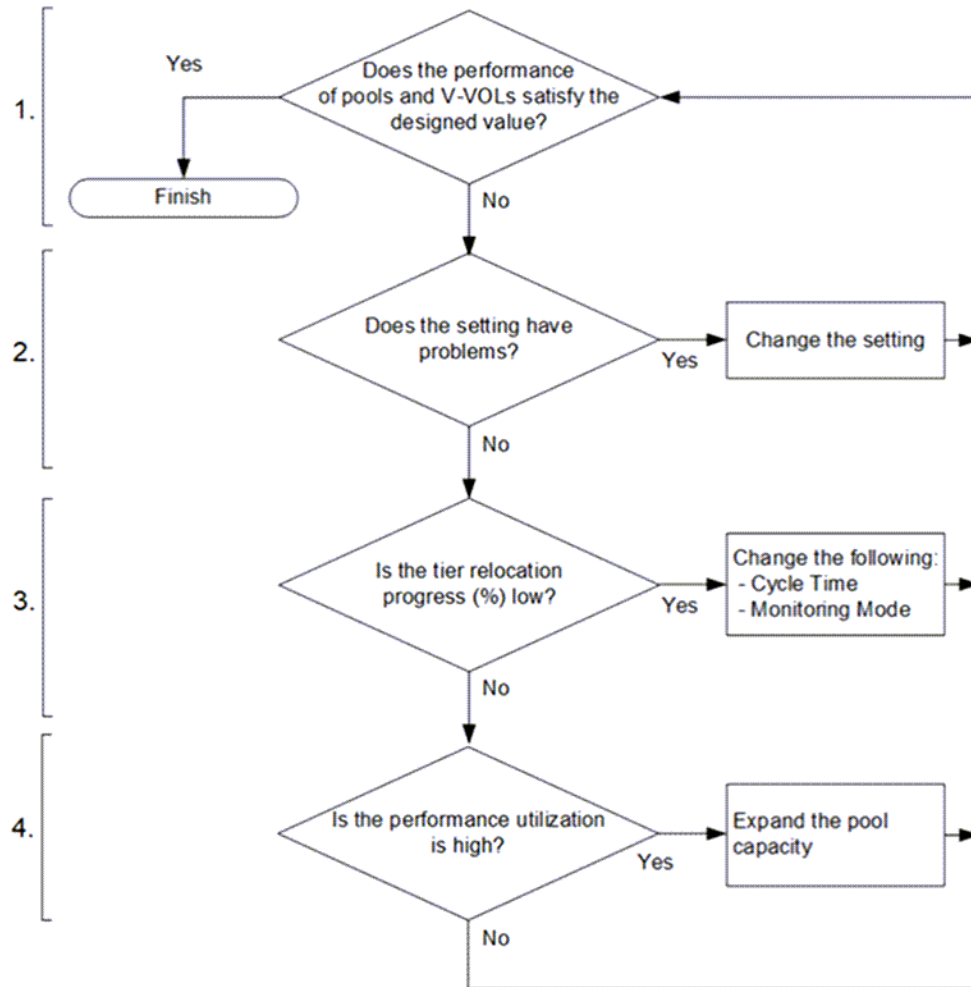 1.
Does the performance
of pools and V-VOLs satisfy the
designed value?
Yes
Finish
No
2.
Does the setting have
problems?
Yes
Change the setting
No
3.
Is the tier relocation
progress (%) low?
Yes
Change the following:
- Cycle Time
- Monitoring Mode
No
4.
Is the performance utilization
is high?
Yes
Expand the pool
capacity
No